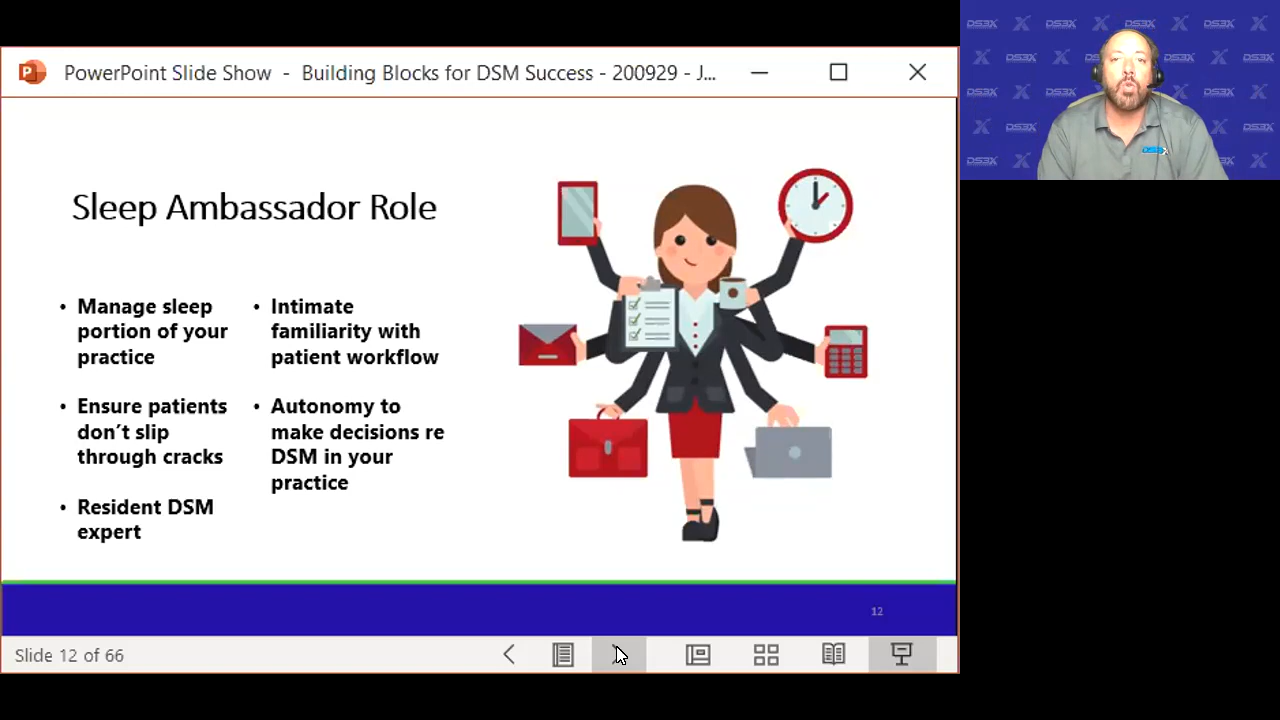 PowerPoint Slide Show - Building Blocks for DSM Success - 200929 - J...
Sleep Ambassador Role
• Manage sleep
portion of your
practice
• Ensure patients
don't slip
through cracks
• Resident DSM
expert
• Intimate
familiarity with
patient workflow
• Autonomy to
make decisions re
DSM in your
practice
12
Slide 12 of 66
DS3X